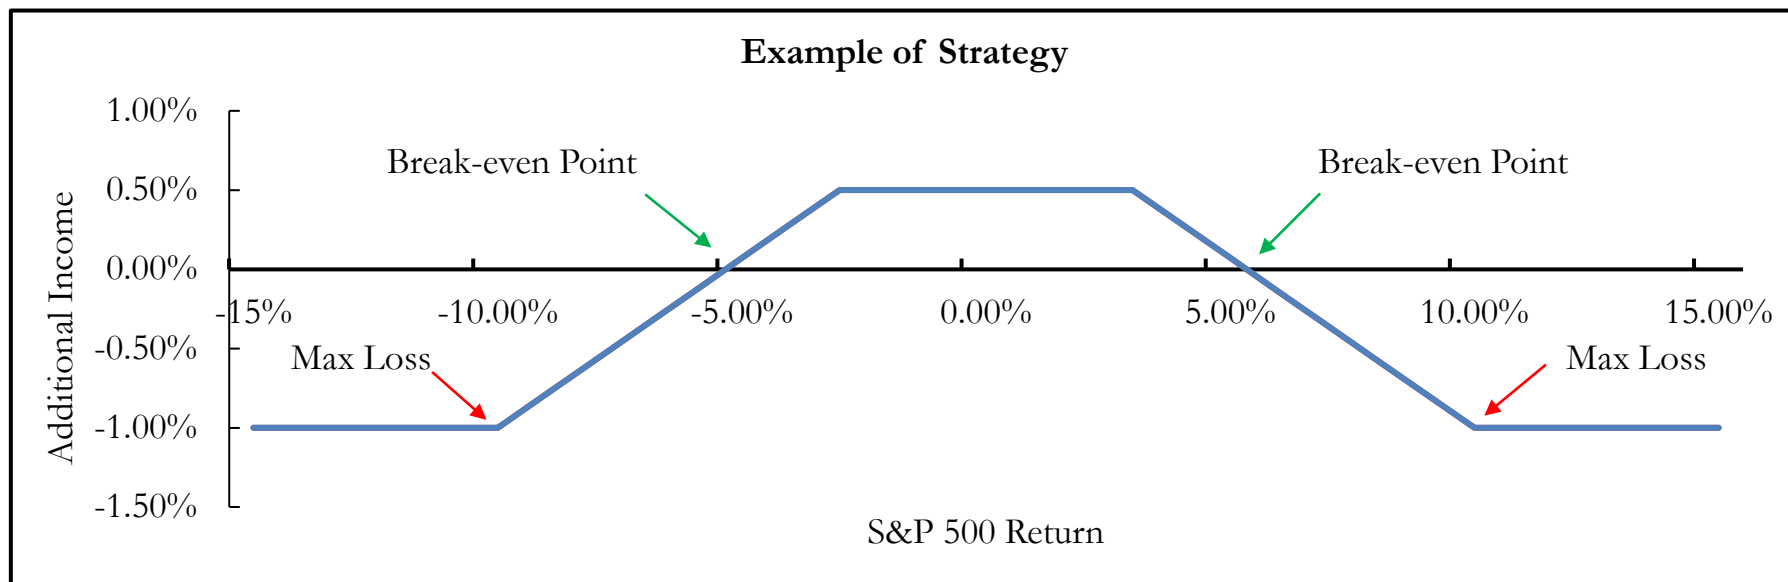 Example of Strategy
1.00%
Break-even Point
Break-even Point
0.50%
Additional Income
0.00%
-15%
-10.00%
-5.00%
0.00%
5.00%
10.00%
15.00%
-0.50%
Max Loss
Max Loss
-1.00%
-1.50%
S&P 500 Return